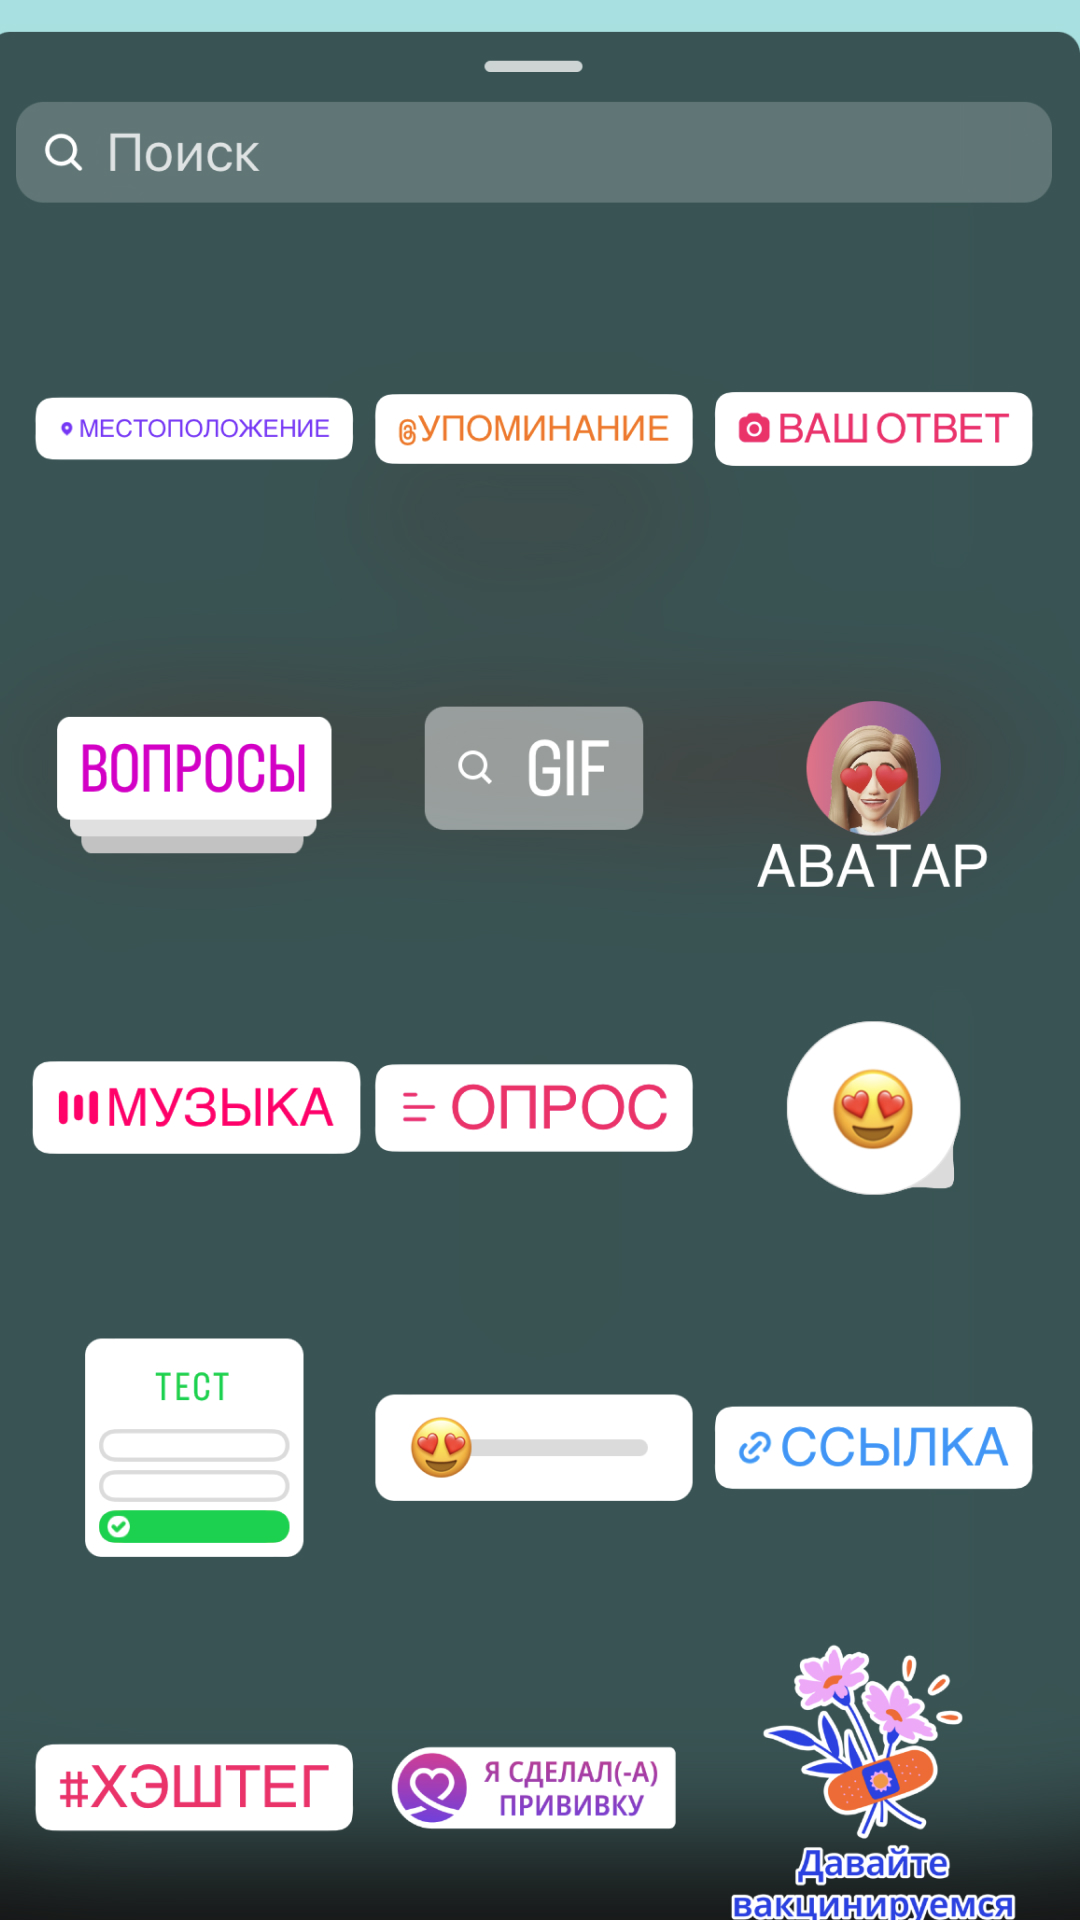 Поиск
МЕСТОПОЛОЖЕНИЕ
@УПОМИНАНИЕ
ВАШ ОТВЕТ
ВОПРОСЫ
GIF
АВАТАР
МУЗЫКА
ОПРОС
ТЕСТ
ССЫЛКА
#ХЭШТЕГ
Я СДЕЛАЛ(-А)
ПРИВИВКУ
Давайте
вакцинируемся